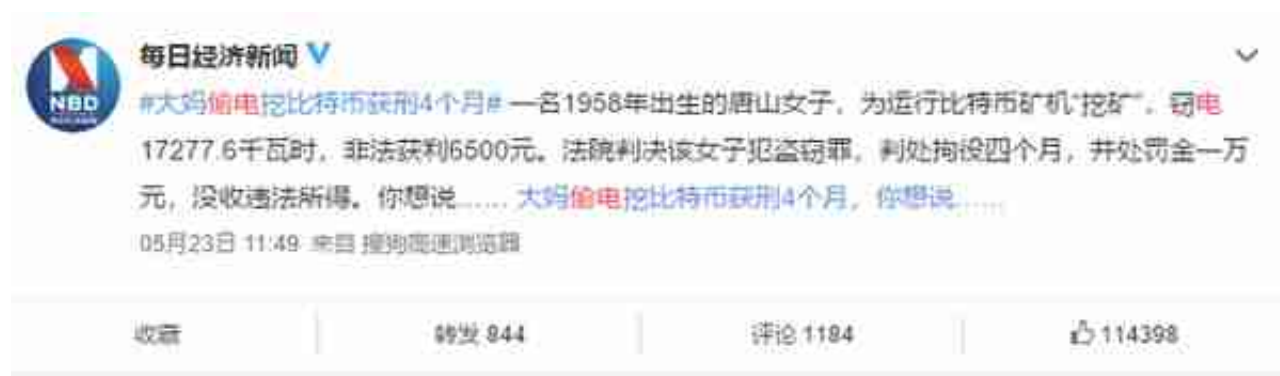 每日经济新闻
NBD
#大妈偷电挖比特币获刑4个月# 一名1958年出生的唐山女子，为运行比特币矿机“挖矿”，窃电
17277.6千瓦时，非法获利6500元。法院判决该女子犯盗窃罪，判处拘役四个月，并处罚金一万
元，没收违法所得。你想说...... 大妈偷电挖比特币获刑4个月，你想说......
05月23日 11:49 来自 搜狗高速浏览器
收藏 转发 844 评论 1184 114398